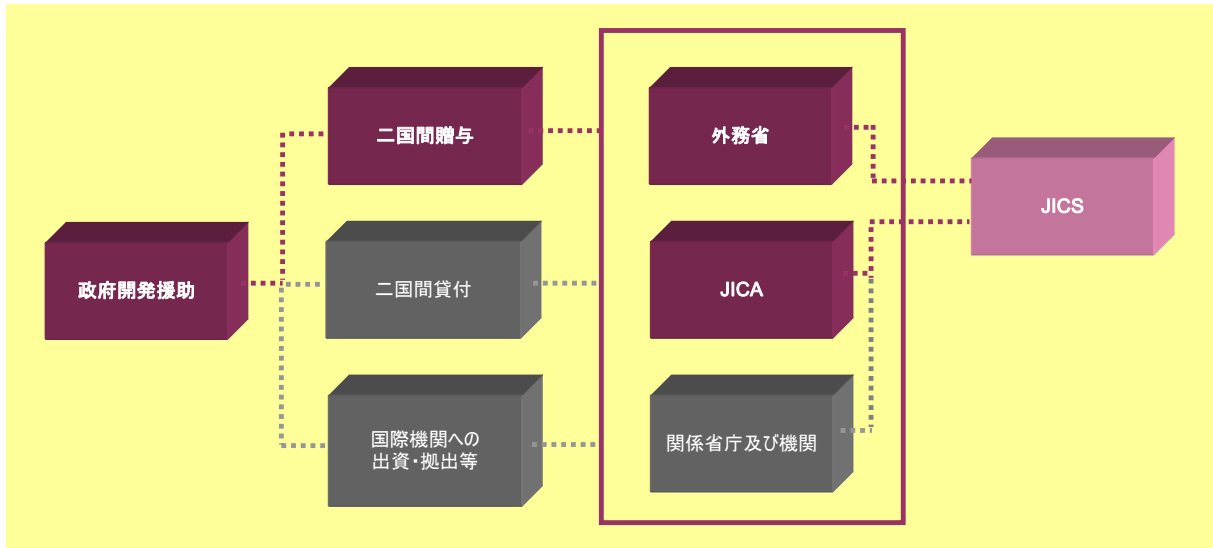 政府開発援助
二国間贈与
二国間貸付
国際機関への
出資・拠出等
外務省
JICA
関係省庁及び機関
JICS